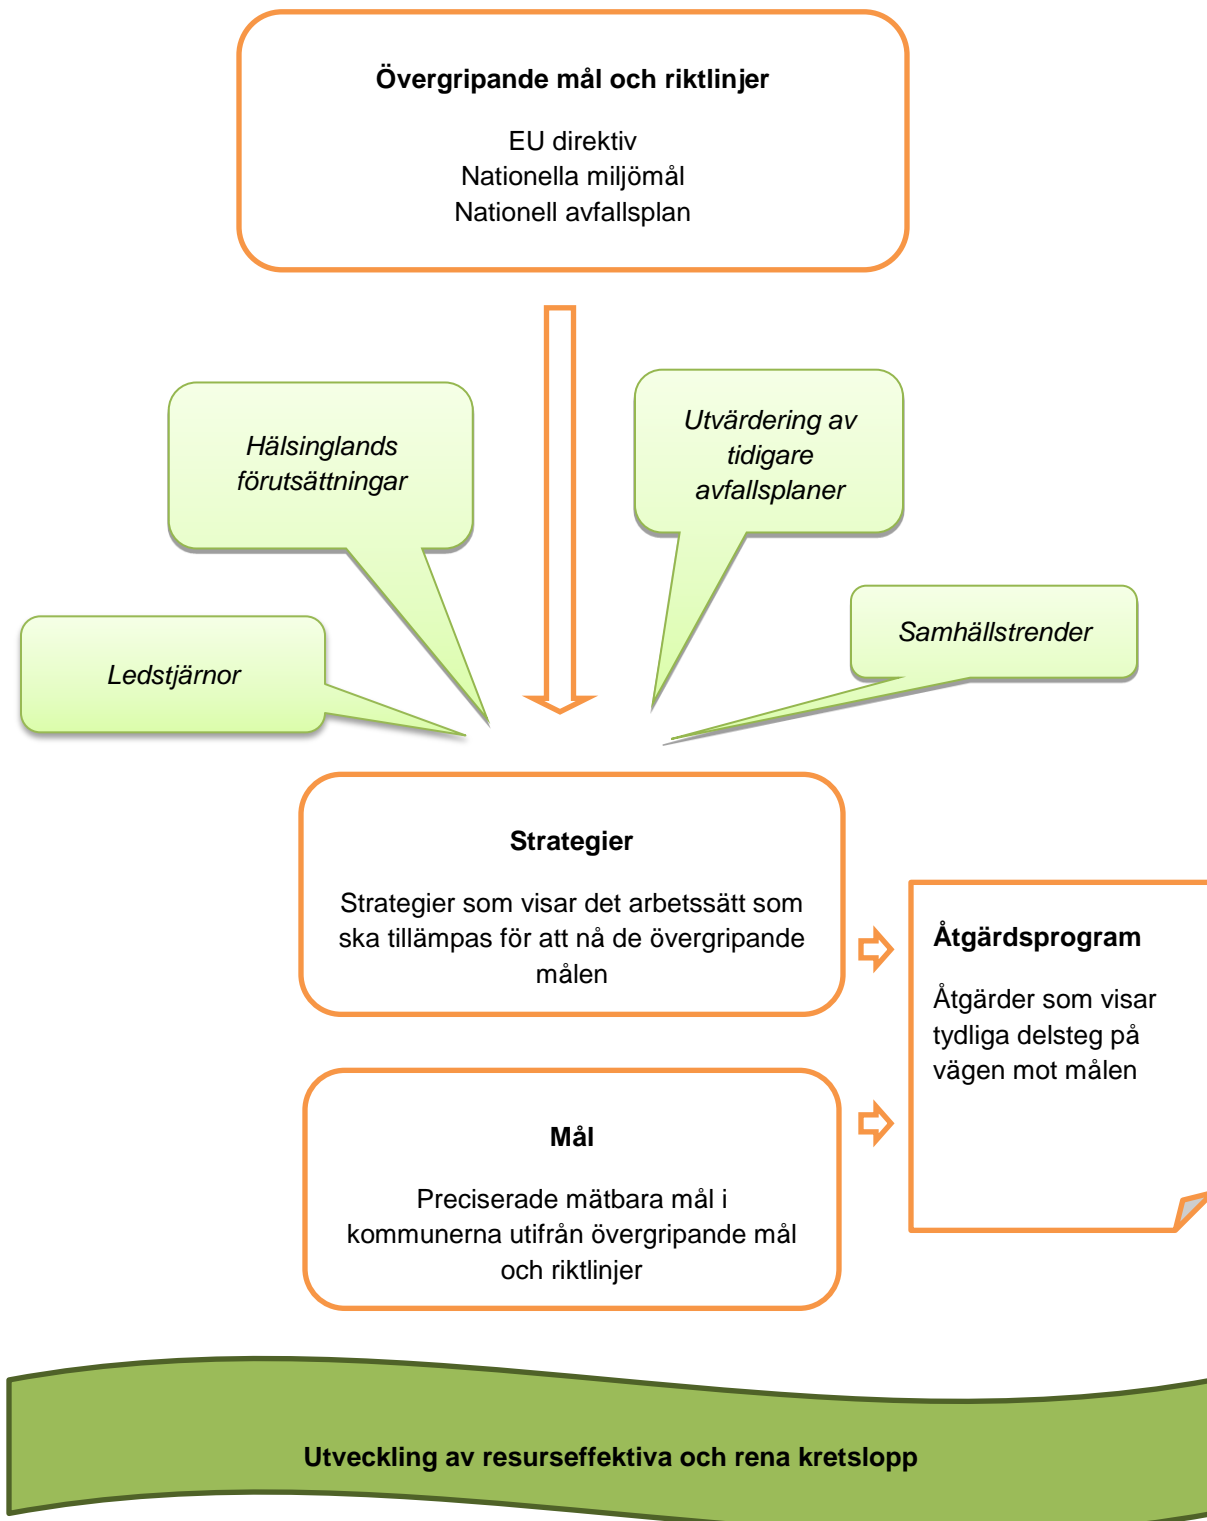 Övergripande mål och riktlinjer
EU direktiv
Nationella miljömål
Nationell avfallsplan
Hälsinglands
förutsättningar
Utvärdering av
tidigare
avfallsplaner
Ledstjärnor
Samhällstrender
Strategier
Strategier som visar det arbetssätt som
ska tillämpas för att nå de övergripande
målen
Åtgärdsprogram
Åtgärder som visar
tydliga delsteg på
vägen mot målen
Mål
Preciserade mätbara mål i
kommunerna utifrån övergripande mål
och riktlinjer
Utveckling av resurseffektiva och rena kretslopp